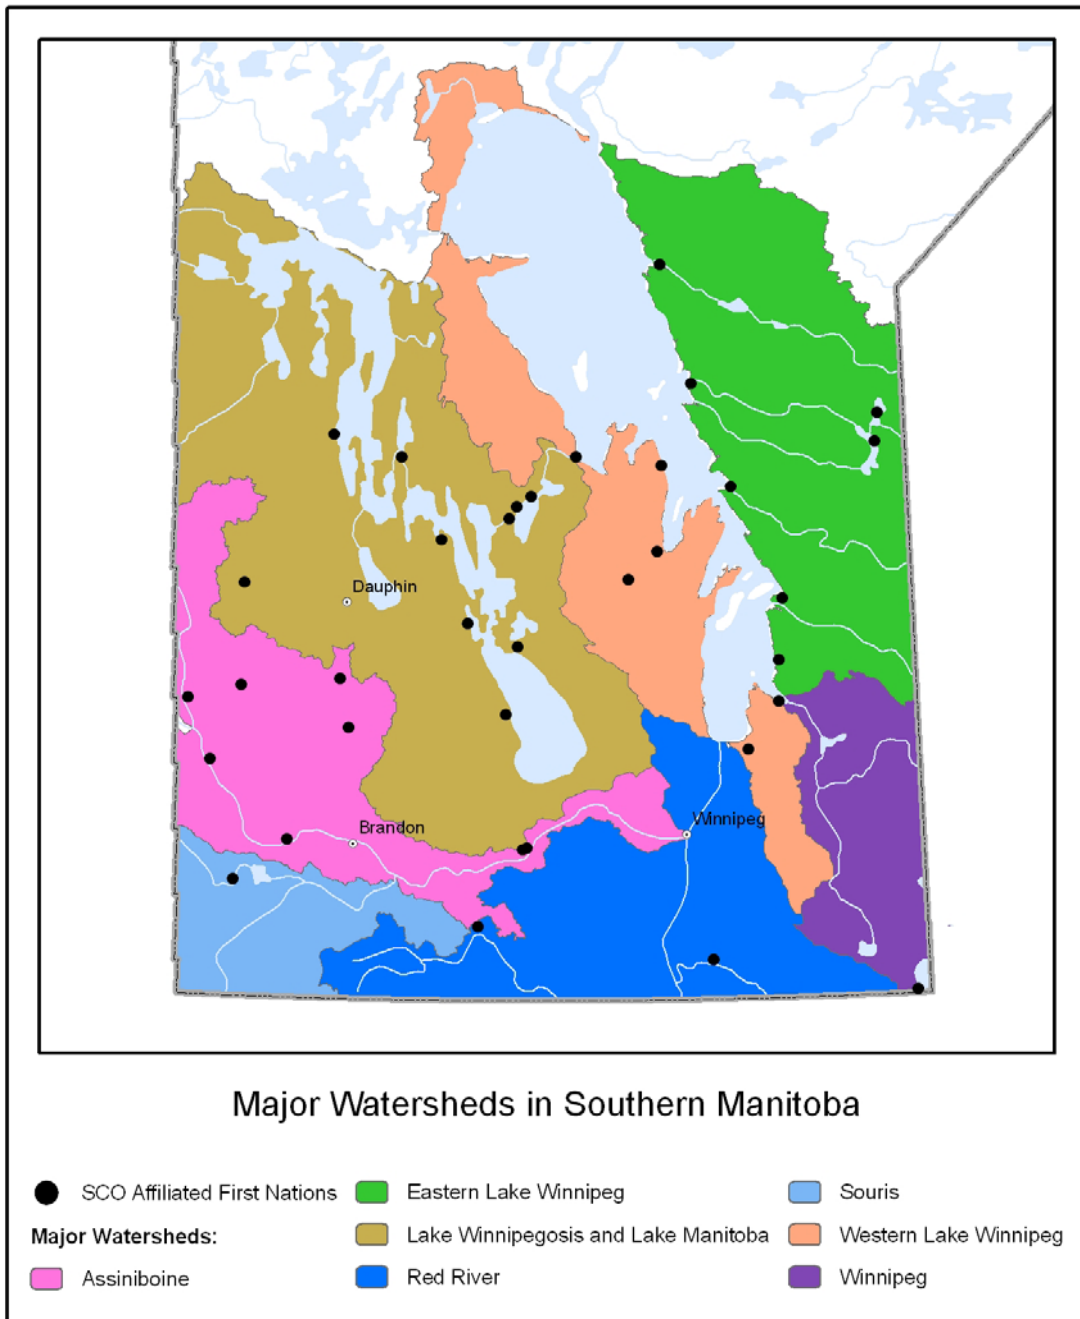 Dauphin
Brandon
Winnipeg
Major Watersheds in Southern Manitoba
SCO Affiliated First Nations
Eastern Lake Winnipeg
Souris
Major Watersheds:
Lake Winnipegosis and Lake Manitoba
Western Lake Winnipeg
Assiniboine
Red River
Winnipeg